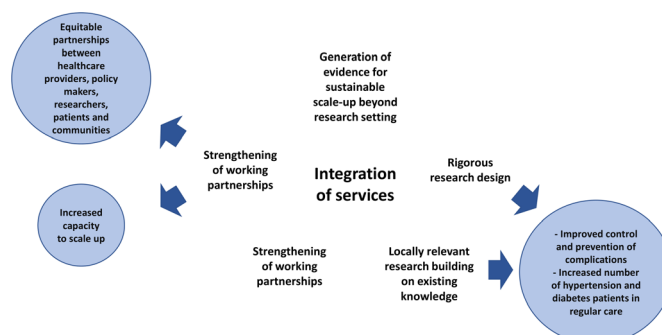 Equitable
partnerships
between
healthcare
providers, policy
makers,
researchers,
patients and
communities
Generation of
evidence for
sustainable
scale-up beyond
research setting
Strengthening
of working
partnerships
Integration
of services
Rigorous
research design
Increased
capacity
to scale up
Strengthening
of working
partnerships
Locally relevant
research building
on existing
knowledge
- Improved control
and prevention of
complications
- Increased number
of hypertension and
diabetes patients in
regular care